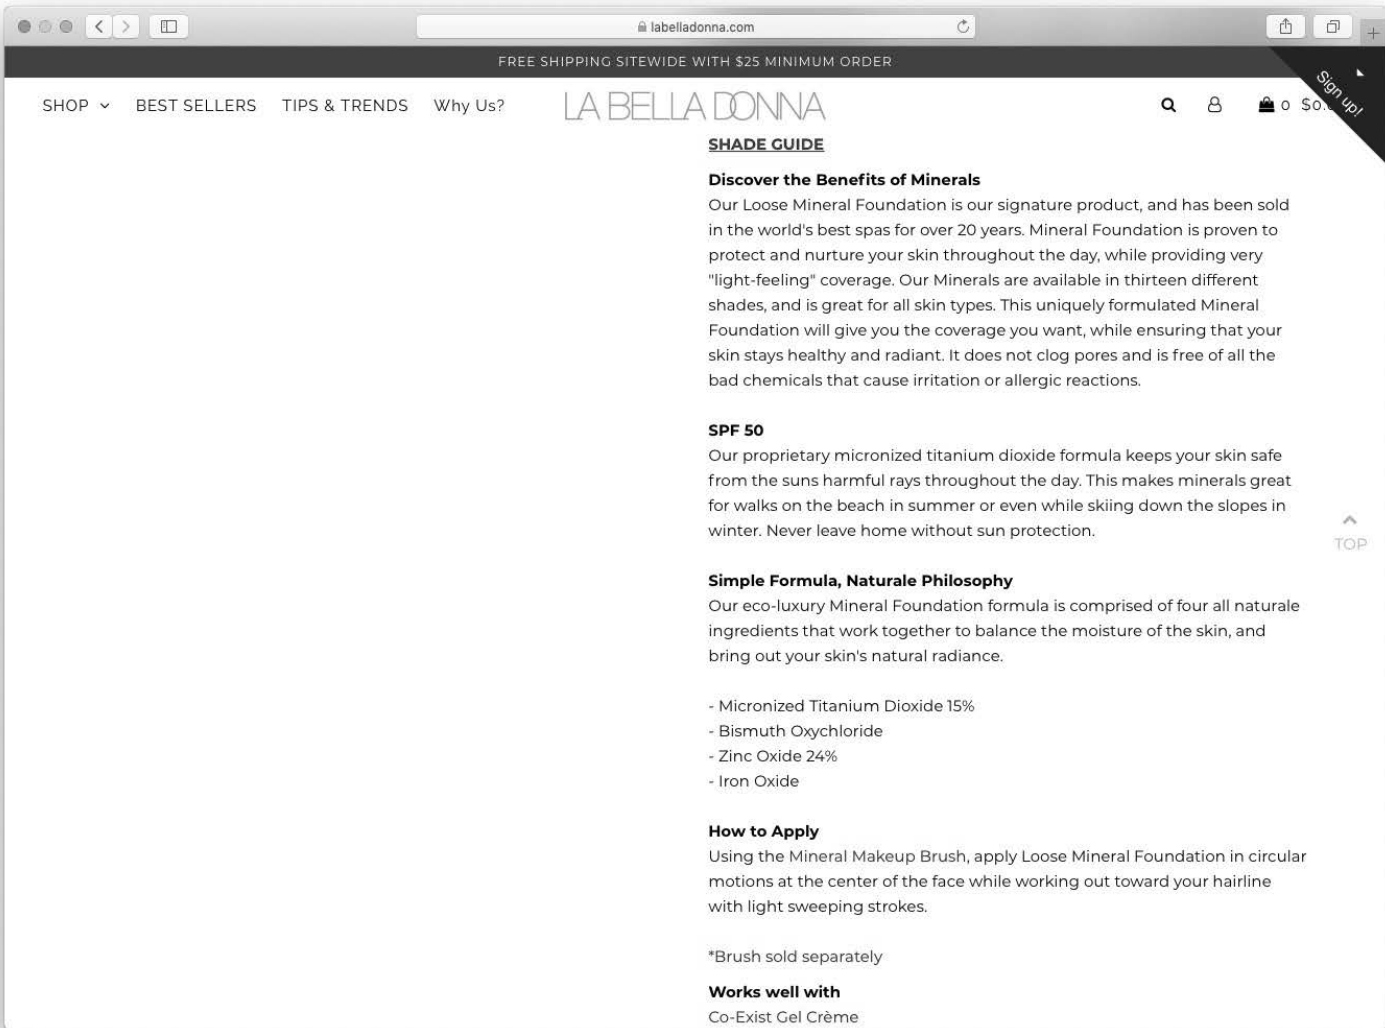 labelladonna.com
FREE SHIPPING SITEWIDE WITH $25 MINIMUM ORDER
Sign up!
SHOP BEST SELLERS TIPS & TRENDS Why Us? LA BELLA DONNA 0 $0.
SHADE GUIDE
Discover the Benefits of Minerals
Our Loose Mineral Foundation is our signature product, and has been sold
in the world's best spas for over 20 years. Mineral Foundation is proven to
protect and nurture your skin throughout the day, while providing very
"light-feeling" coverage. Our Minerals are available in thirteen different
shades, and is great for all skin types. This uniquely formulated Mineral
Foundation will give you the coverage you want, while ensuring that your
skin stays healthy and radiant. It does not clog pores and is free of all the
bad chemicals that cause irritation or allergic reactions.
SPF 50
Our proprietary micronized titanium dioxide formula keeps your skin safe
from the suns harmful rays throughout the day. This makes minerals great
for walks on the beach in summer or even while skiing down the slopes in
winter. Never leave home without sun protection.
TOP
Simple Formula, Naturale Philosophy
Our eco-luxury Mineral Foundation formula is comprised of four all naturale
ingredients that work together to balance the moisture of the skin, and
bring out your skin's natural radiance.
- Micronized Titanium Dioxide 15%
- Bismuth Oxychloride
- Zinc Oxide 24%
- Iron Oxide
How to Apply
Using the Mineral Makeup Brush, apply Loose Mineral Foundation in circular
motions at the center of the face while working out toward your hairline
with light sweeping strokes.
*Brush sold separately
Works well with
Co-Exist Gel Crème